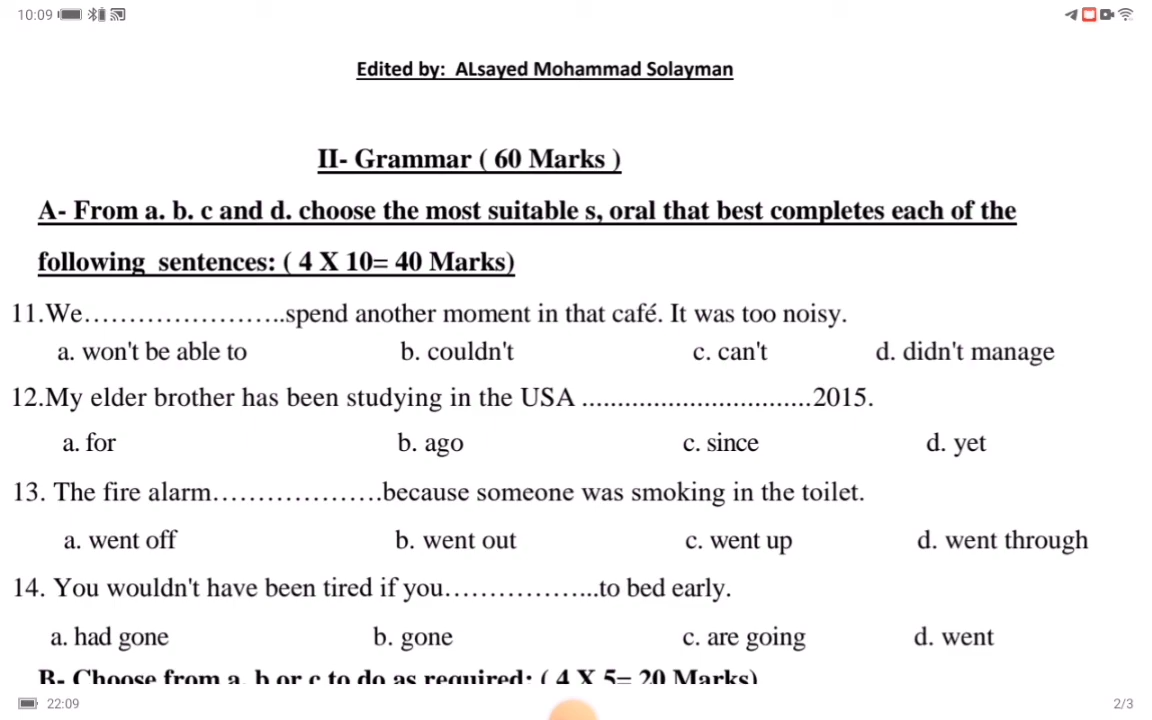 10:09
Edited by: ALsayed Mohammad Solayman
II- Grammar ( 60 Marks )
A- From a. b. c and d. choose the most suitable s, oral that best completes each of the
following sentences: ( 4 X 10= 40 Marks)
11.We…………………..spend another moment in that café. It was too noisy.
a. won't be able to b. couldn't c. can't d. didn't manage
12.My elder brother has been studying in the USA ................................2015.
a. for b. ago c. since d. yet
13. The fire alarm……………….because someone was smoking in the toilet.
a. went off b. went out c. went up d. went through
14. You wouldn't have been tired if you……………..to bed early.
a. had gone b. gone c. are going d. went
B- Choose from a, b or c to do as required: ( 4 X 5= 20 Marks)
22:09 2/3